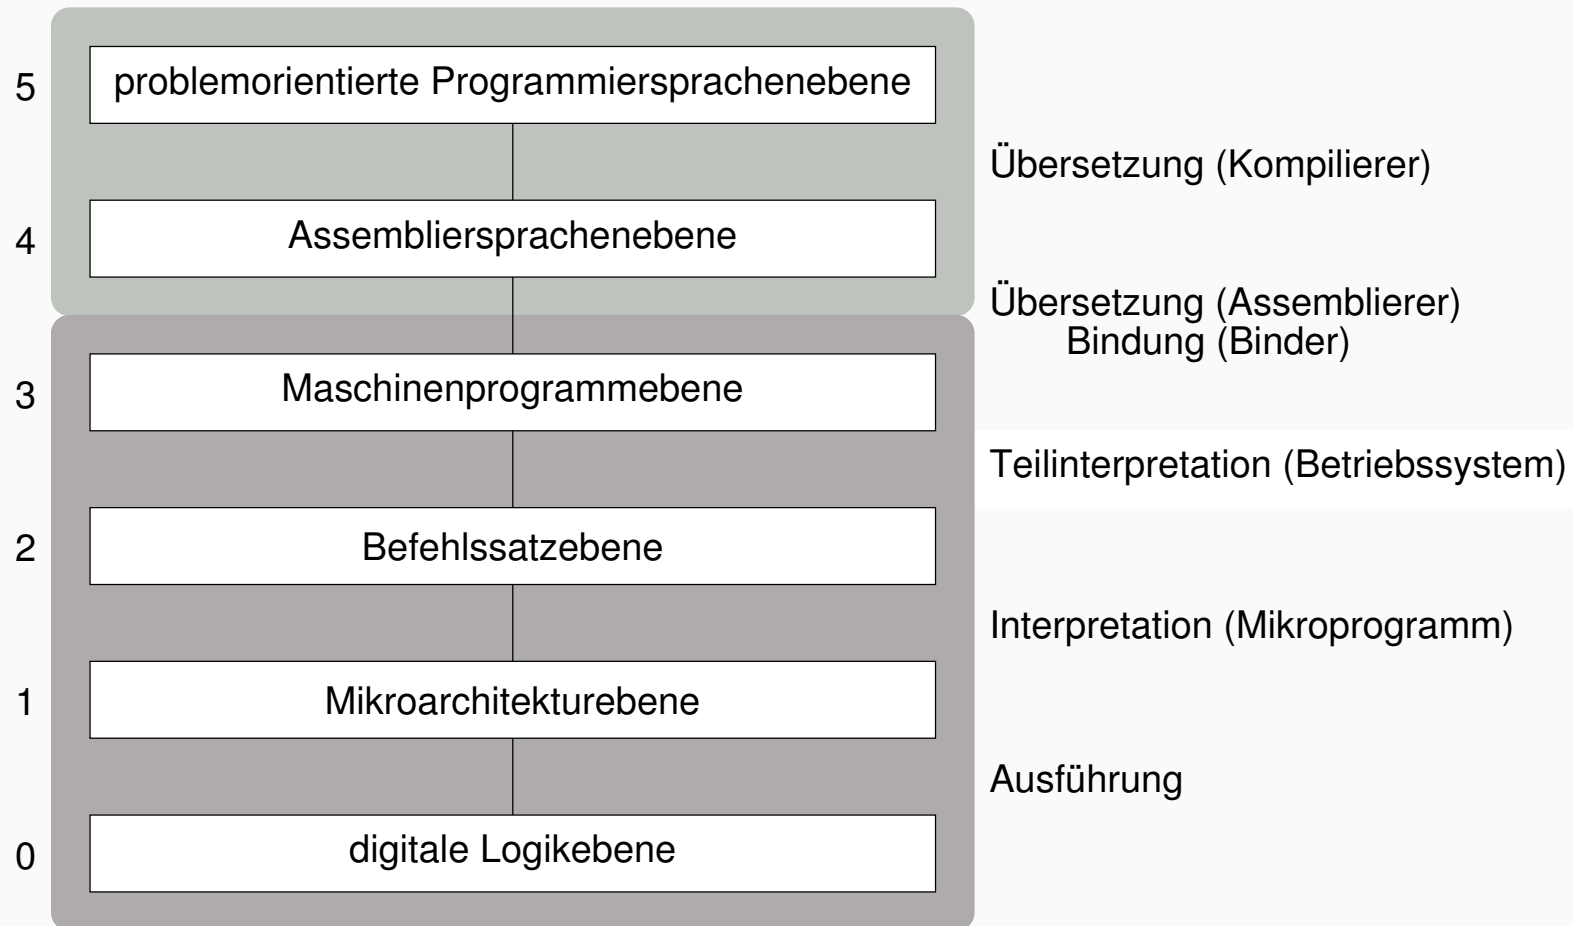 5 problemorientierte Programmiersprachenebene
Übersetzung (Kompilierer)
4 Assembliersprachenebene
Übersetzung (Assemblierer)
Bindung (Binder)
3 Maschinenprogrammebene
Teilinterpretation (Betriebssystem)
2 Befehlssatzebene
Interpretation (Mikroprogramm)
1 Mikroarchitekturebene
Ausführung
0 digitale Logikebene